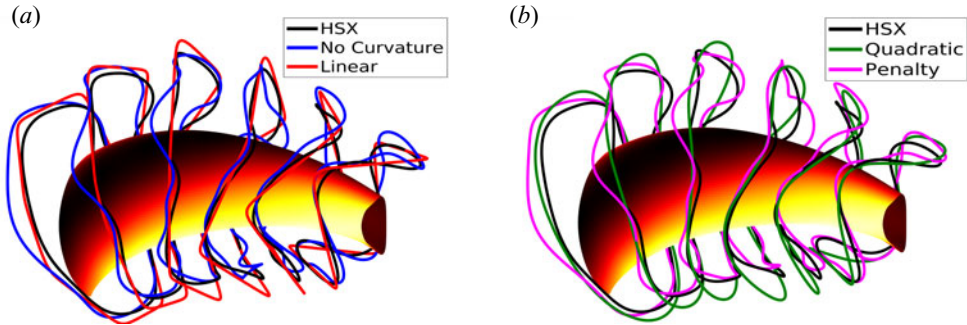 (a)
HSX
No Curvature
Linear
(b)
HSX
Quadratic
Penalty